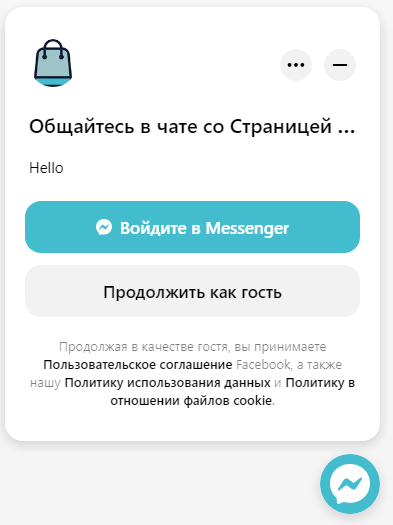 Общайтесь в чате со Страницей ...
Hello
Войдите в Messenger
Продолжить как гость
Продолжая в качестве гостя, вы принимаете
Пользовательское соглашение Facebook, а также
нашу Политику использования данных и Политику в
отношении файлов cookie.